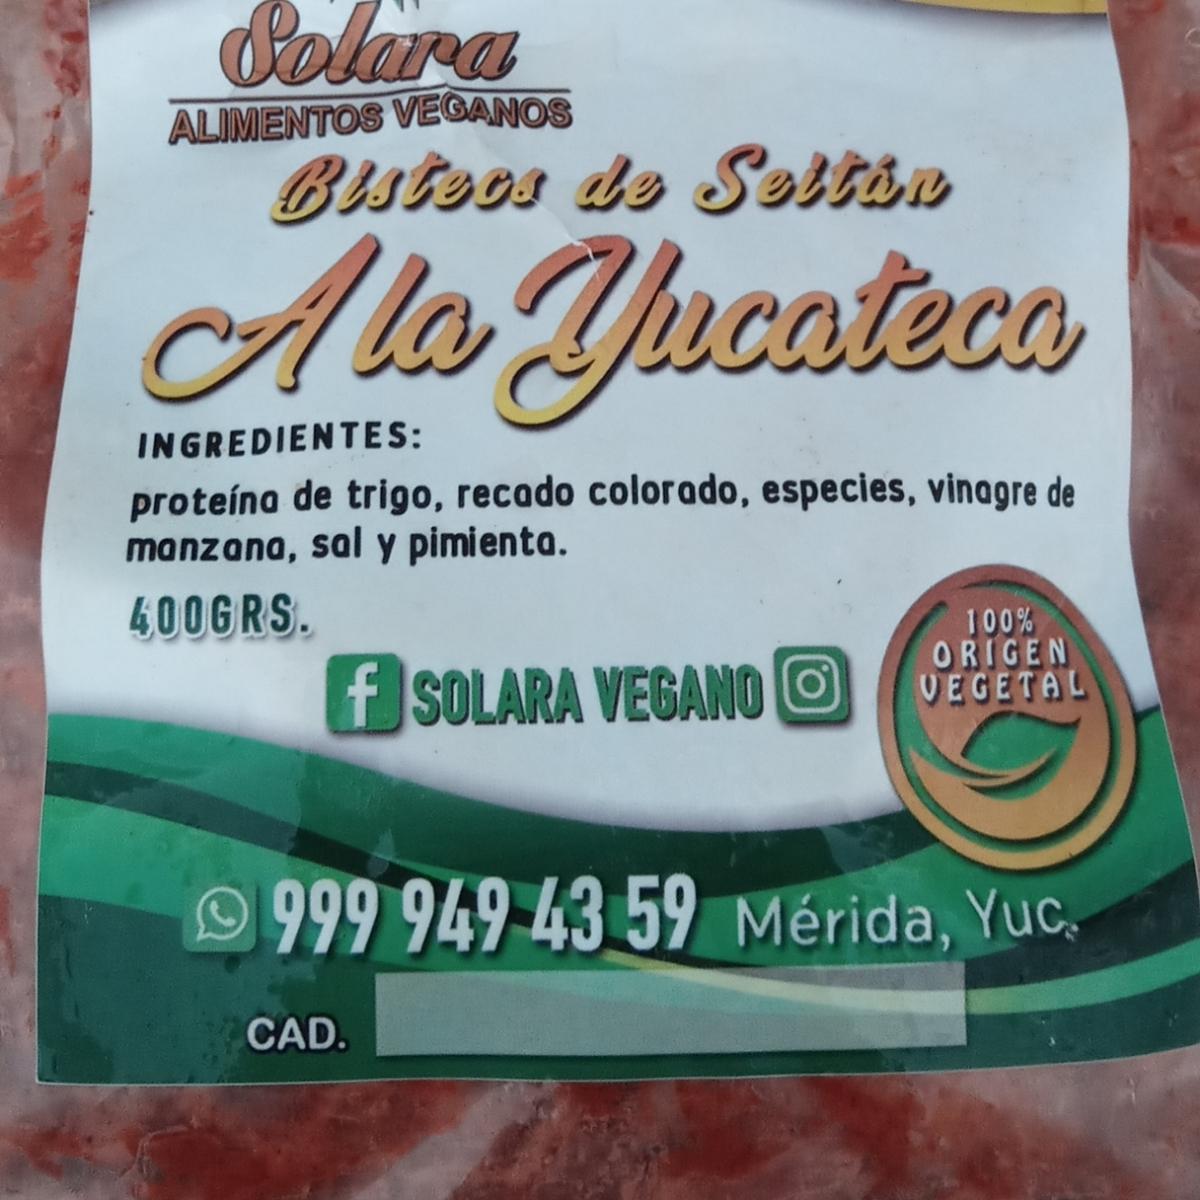 Solara
ALIMENTOS VEGANOS
Bistecs de Seitán
A la Yucateca
INGREDIENTES:
proteína de trigo, recado colorado, especies, vinagre de
manzana, sal y pimienta.
400GRS.
SOLARA VEGANO
100%
ORIGEN
VEGETAL
999 949 43 59 Mérida, Yuc.
CAD.